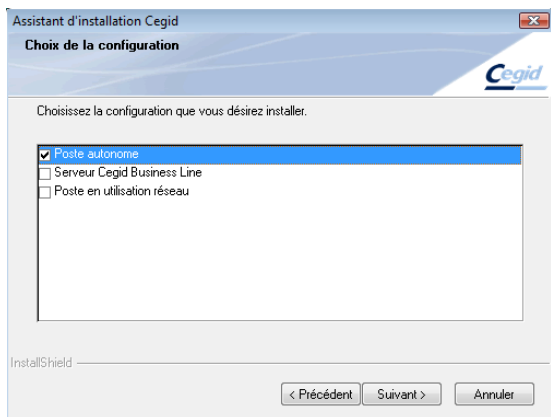 Assistant d'installation Cegid
Choix de la configuration
Cegid
Choisissez la configuration que vous désirez installer.
Poste autonome
Serveur Cegid Business Line
Poste en utilisation réseau
InstallShield
< Précédent Suivant > Annuler